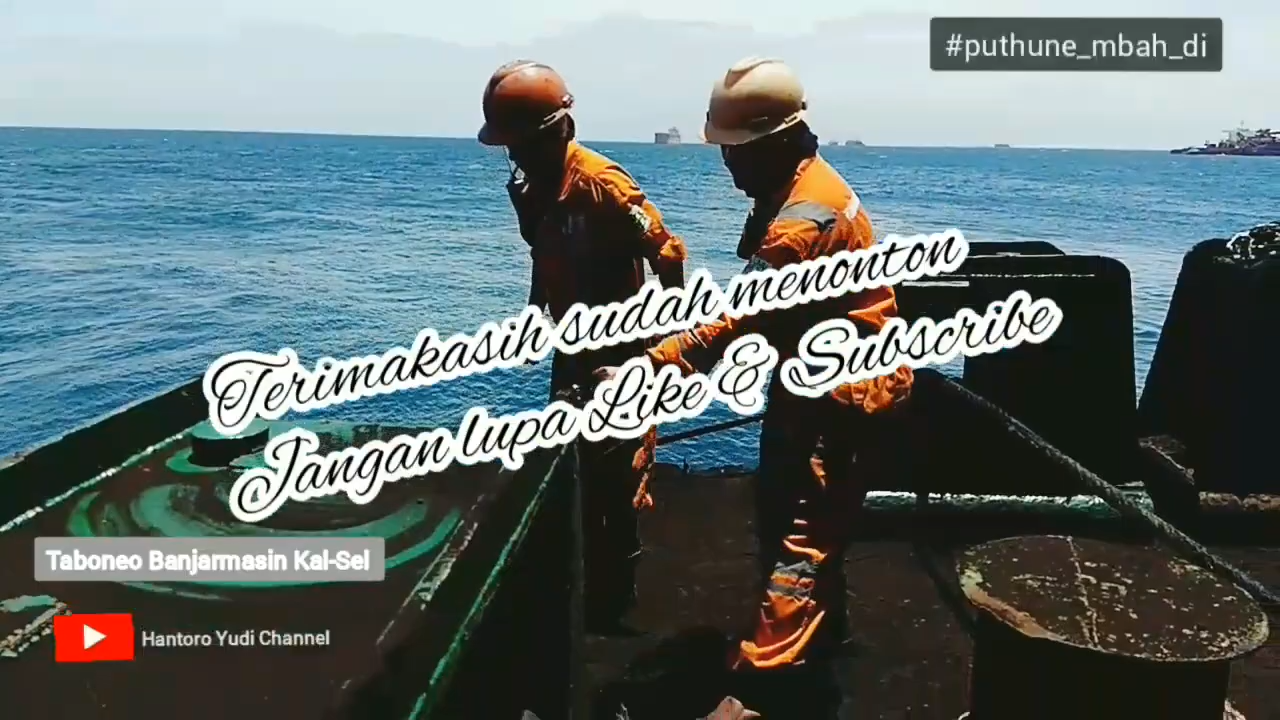 #puthune_mbah_di
Terimakasih sudah menonton
Jangan lupa Like & Subscribe
Taboneo Banjarmasin Kal-Sel
Hantoro Yudi Channel